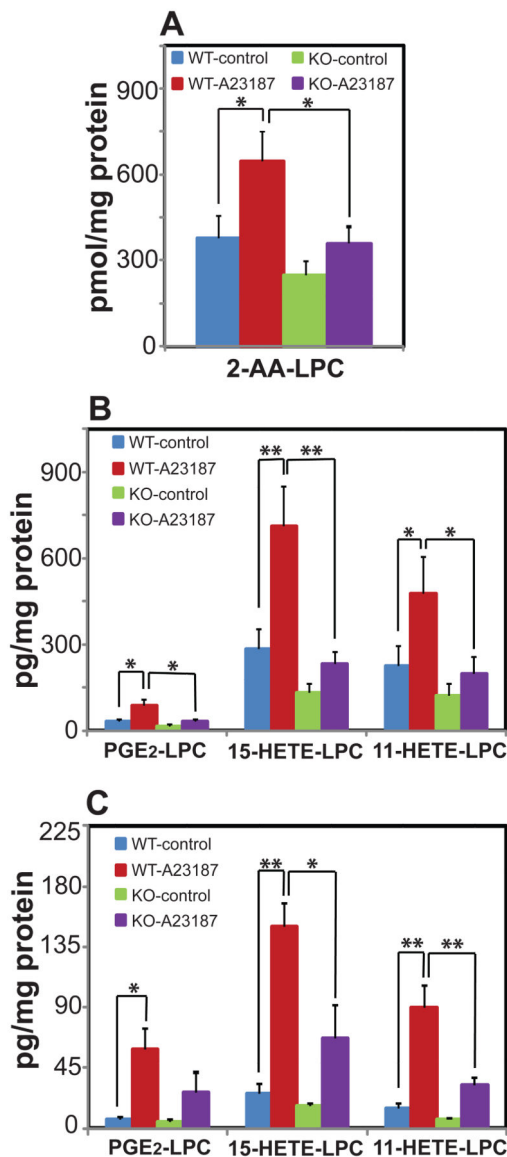 A
WT-control KO-control
WT-A23187 KO-A23187
900
* *
600
300
0
pmol/mg protein
2-AA-LPC
B
WT-control
WT-A23187
KO-control
KO-A23187
900
600
300
0
pg/mg protein
* *
** **
* *
PGE2-LPC 15-HETE-LPC 11-HETE-LPC
C
225
180
135
90
45
0
pg/mg protein
WT-control
WT-A23187
KO-control
KO-A23187
*
** *
** **
PGE2-LPC 15-HETE-LPC 11-HETE-LPC